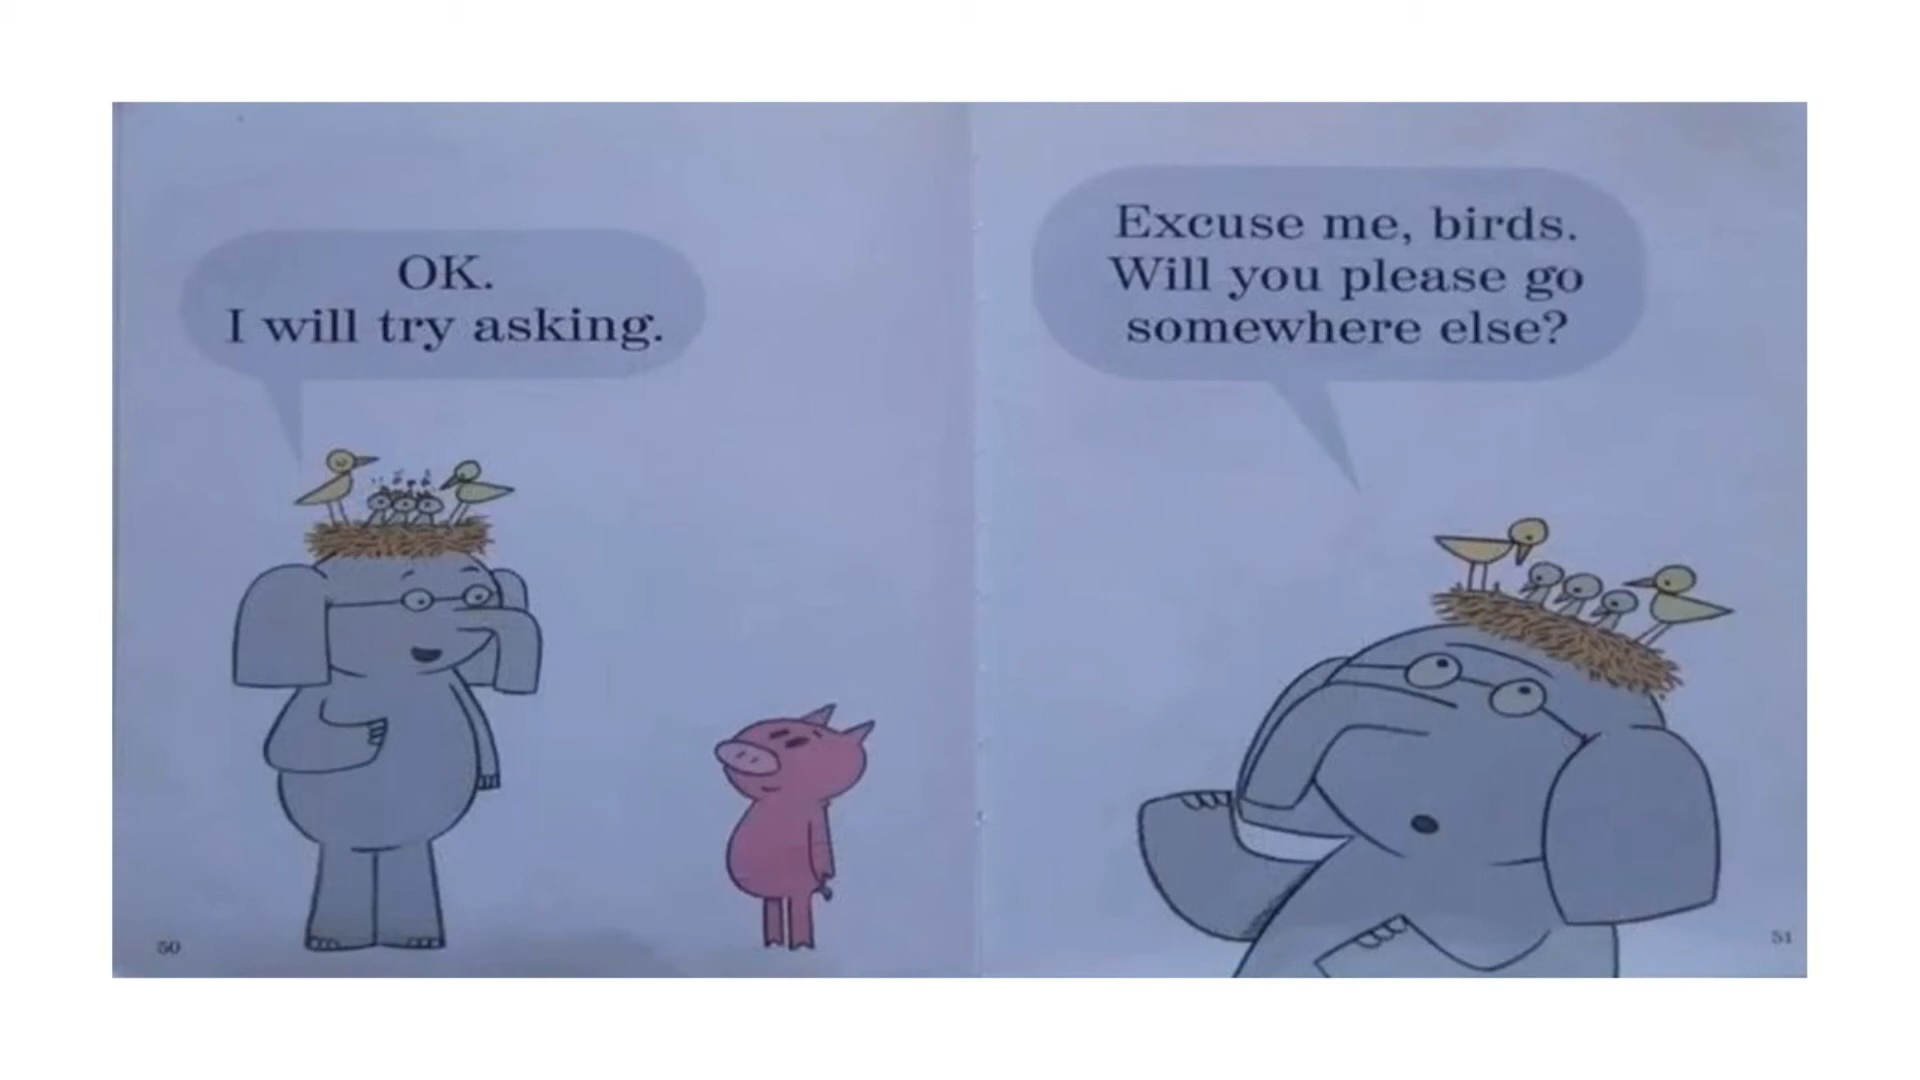 OK.
I will try asking.
50
Excuse me, birds.
Will you please go
somewhere else?
51